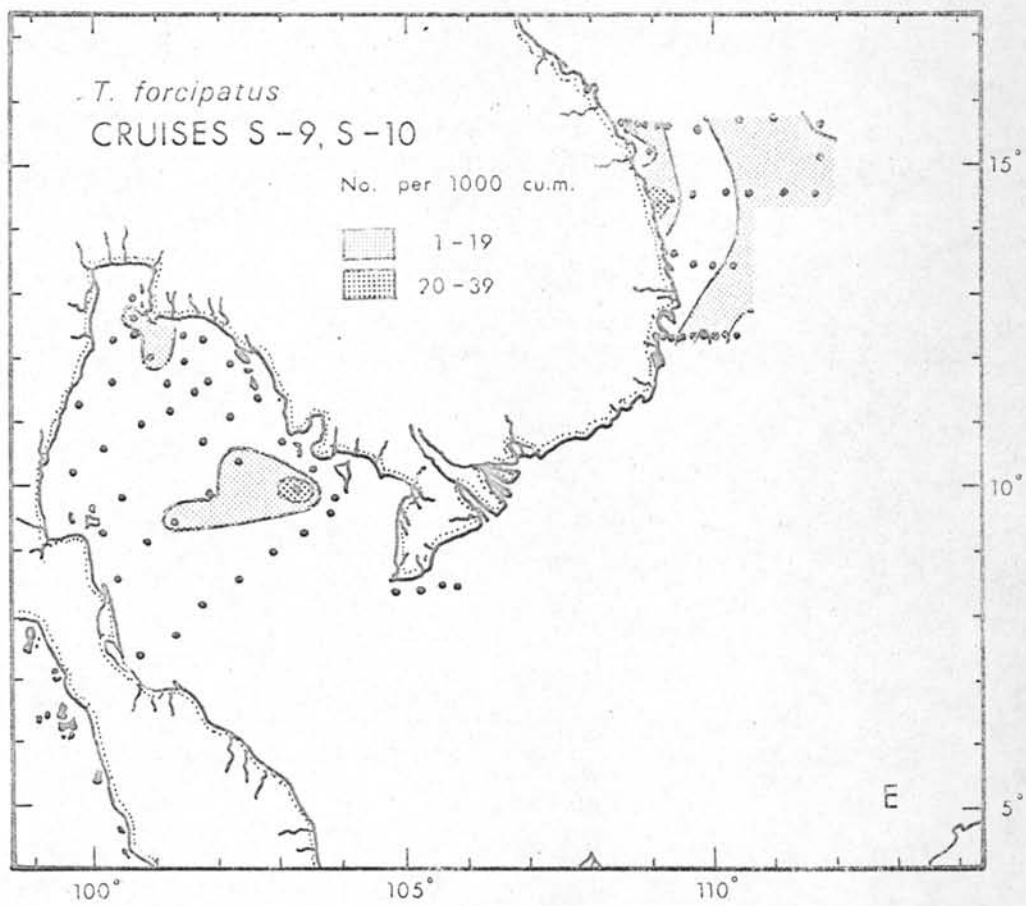 T. forcipatus
CRUISES S-9, S-10
No. per 1000 cu.m.
1-19
20-39
15°
10°
5°
E
100°
105°
110°